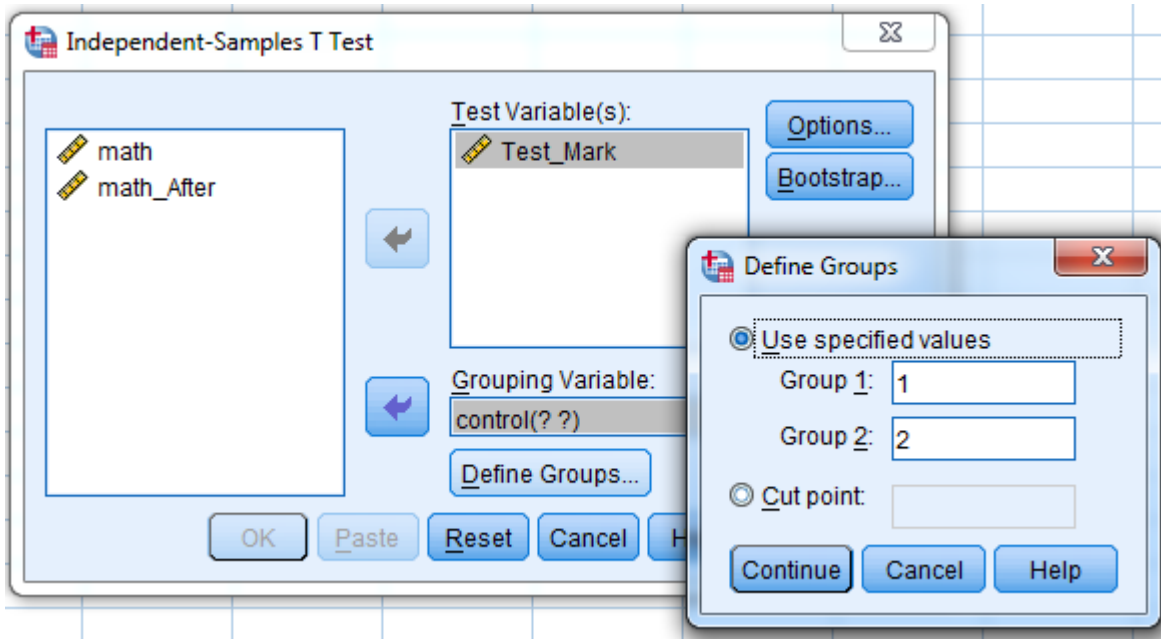 Independent-Samples T Test
math
math_After
Test Variable(s):
Test_Mark
Options...
Bootstrap...
Grouping Variable:
control(? ?)
Define Groups...
OK
Paste
Reset
Cancel
H
Define Groups
Use specified values
Group 1: 1
Group 2: 2
Cut point:
Continue
Cancel
Help